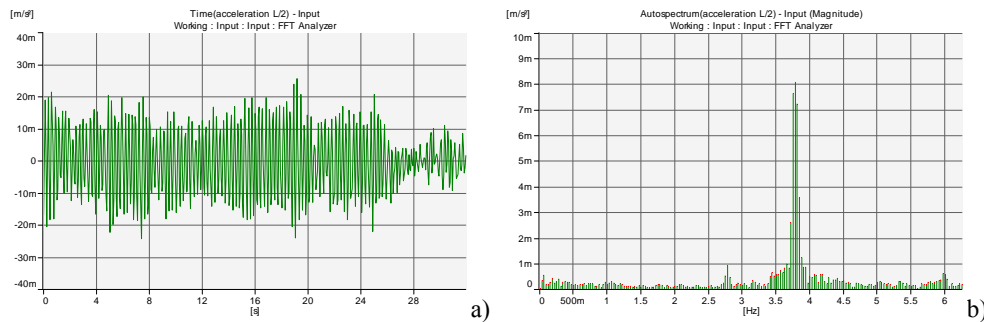 [m/s²]
Time(acceleration L/2) - Input
Working : Input : Input : FFT Analyzer
40m
30m
20m
10m
0
-10m
-20m
-30m
-40m
0 4 8 12 16 20 24 28
[s]
a)
[m/s²]
Autospectrum(acceleration L/2) - Input (Magnitude)
Working : Input : Input : FFT Analyzer
10m
9m
8m
7m
6m
5m
4m
3m
2m
1m
0
0 500m 1 1.5 2 2.5 3 3.5 4 4.5 5 5.5 6
[Hz]
b)